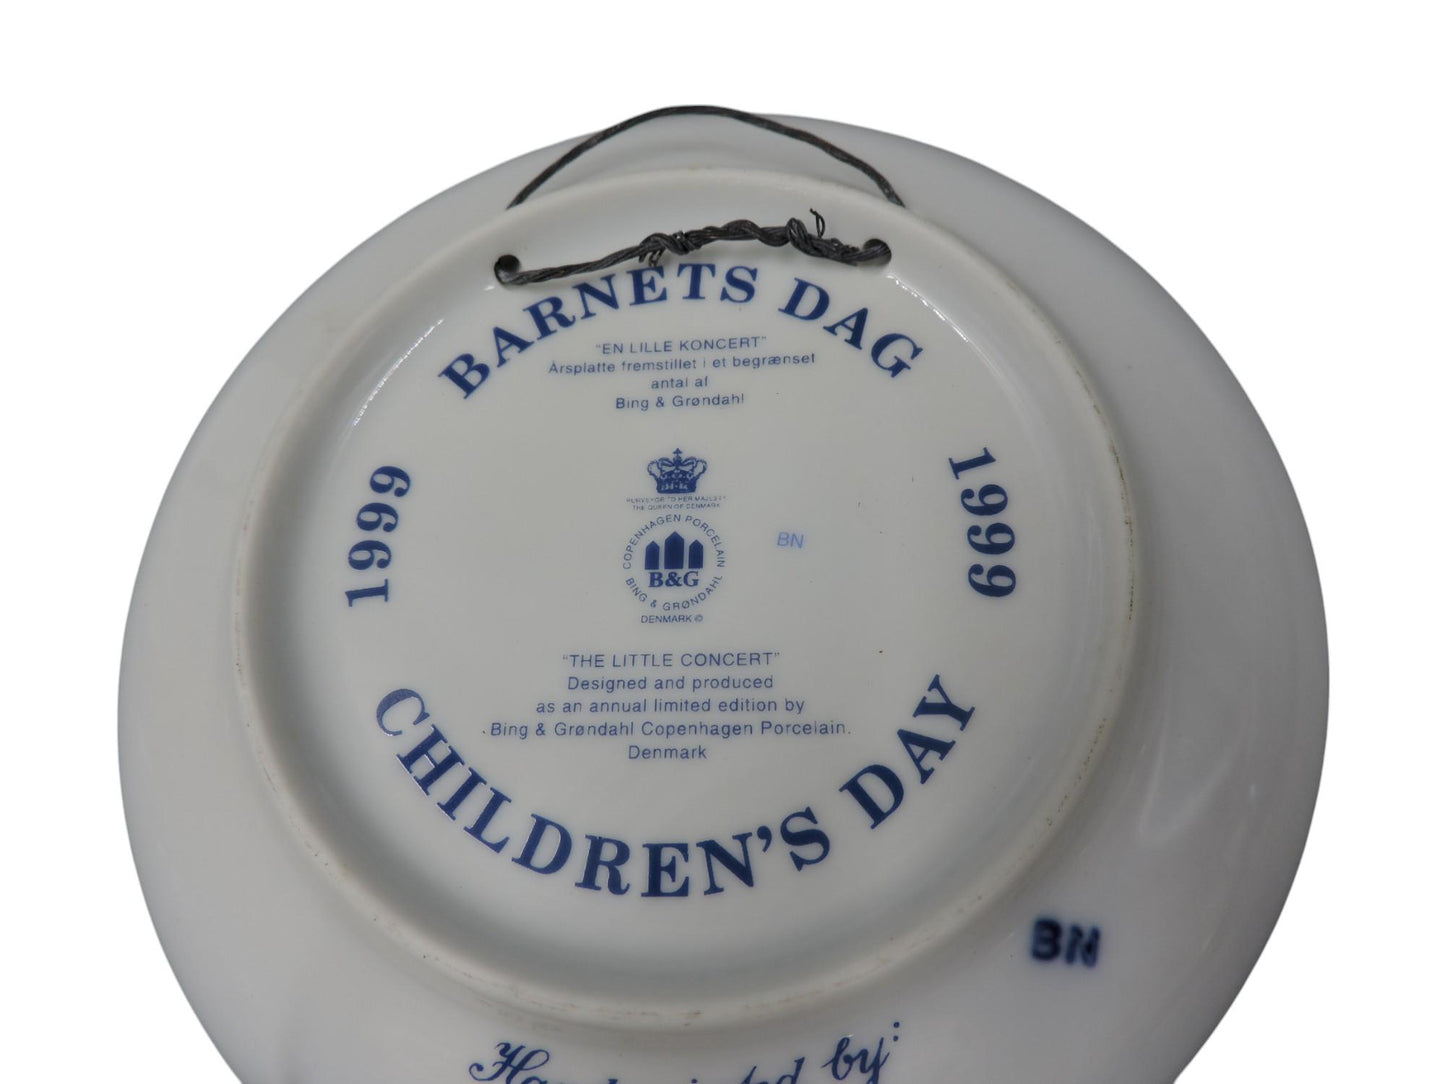 BARNETS DAG
"EN LILLE KONCERT"
Årsplatte fremstillet i et begrænset
antal af
Bing & Grøndahl
1999
1999
PURVEYOR TO HER MAJESTY
THE QUEEN OF DENMARK
COPENHAGEN PORCELAIN
B&G
BING & GRØNDAHL
DENMARK ©
BN
"THE LITTLE CONCERT"
Designed and produced
as an annual limited edition by
Bing & Grøndahl Copenhagen Porcelain.
Denmark
CHILDREN'S DAY
BN
by: